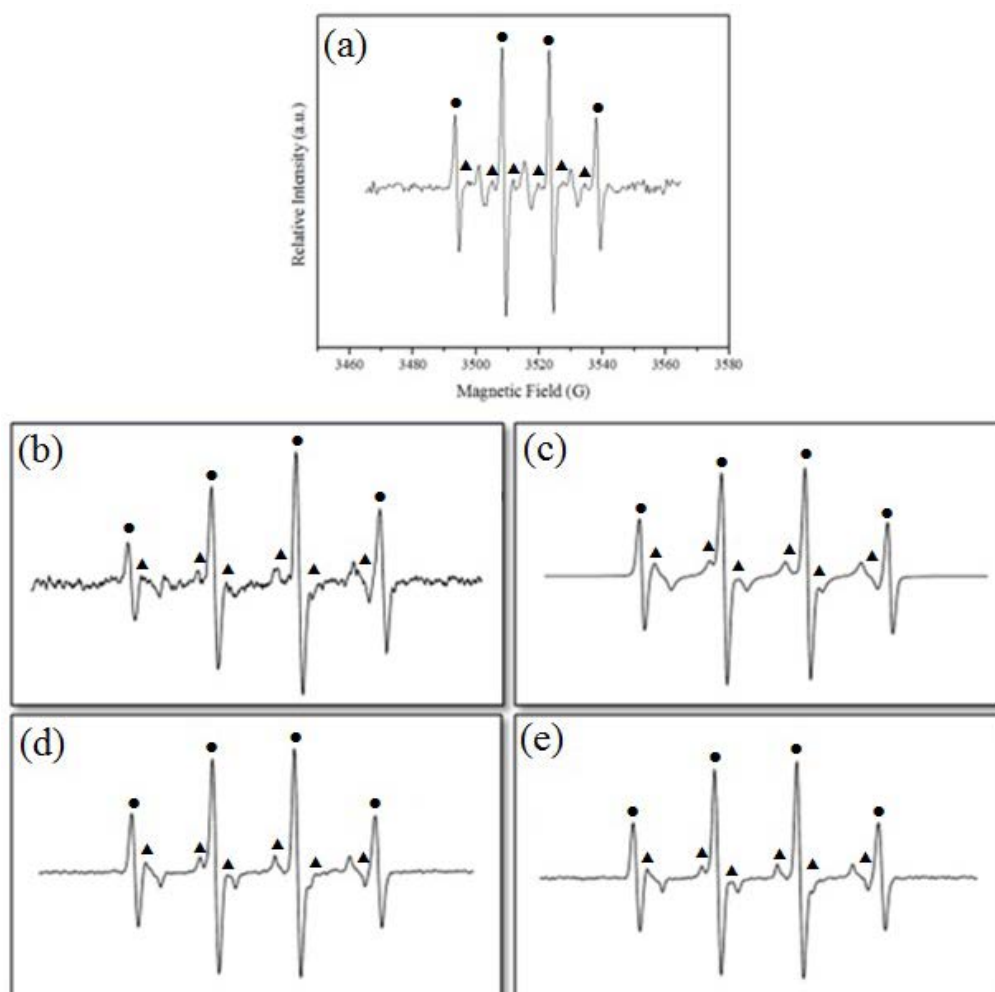 (a)
Relative Intensity (a.u.)
3460 3480 3500 3520 3540 3560 3580
Magnetic Field (G)
(b)
(c)
(d)
(e)